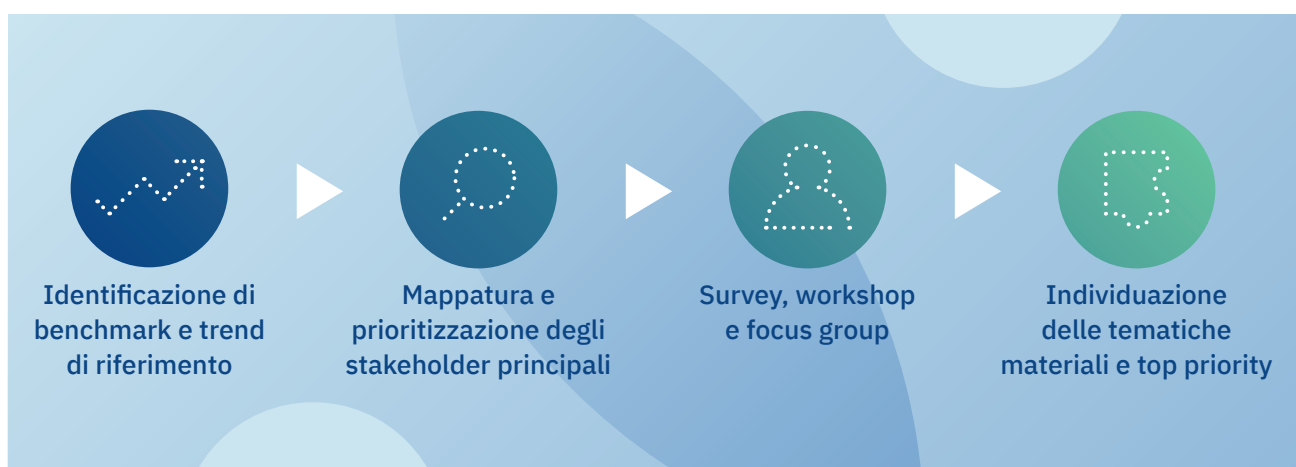 Identificazione di
benchmark e trend
di riferimento
Mappatura e
prioritizzazione degli
stakeholder principali
Survey, workshop
e focus group
Individuazione
delle tematiche
materiali e top priority